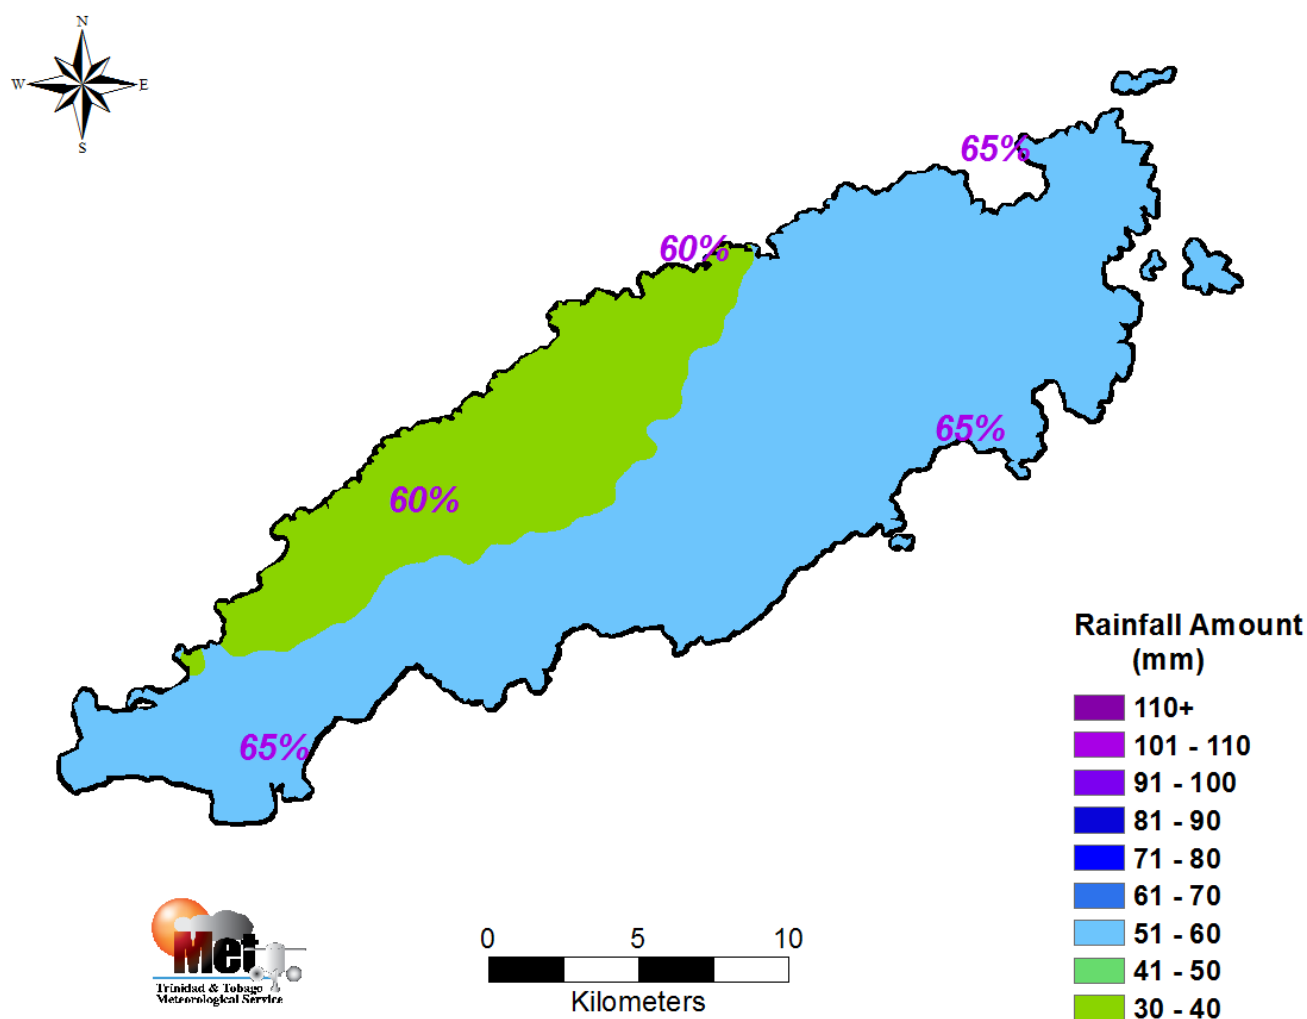 N
W E
S
65%
60%
65%
60%
65%
Rainfall Amount
(mm)
110+
101 - 110
91 - 100
81 - 90
71 - 80
61 - 70
51 - 60
41 - 50
30 - 40
Met
Trinidad & Tobago
Meteorological Service
0 5 10
Kilometers